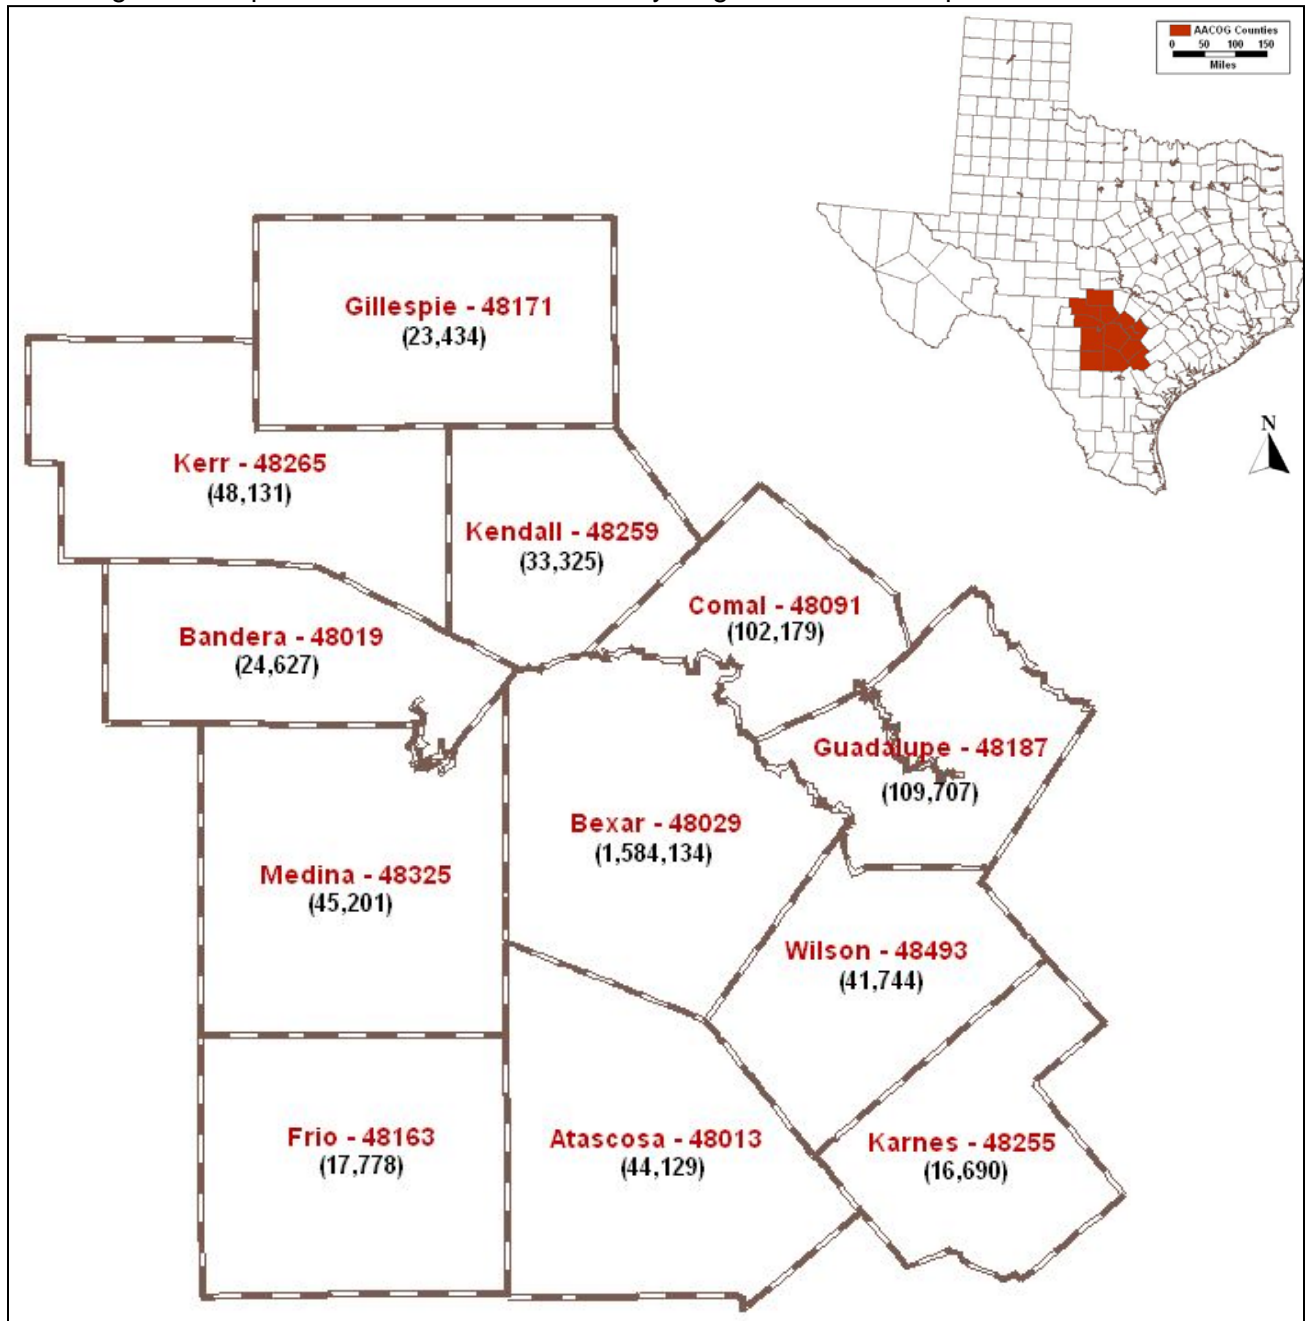 AACOG Counties
0 50 100 150
Miles
N
Gillespie - 48171
(23,434)
Kerr - 48265
(48,131)
Kendall - 48259
(33,325)
Comal - 48091
(102,179)
Bandera - 48019
(24,627)
Guadalupe - 48187
(109,707)
Bexar - 48029
(1,584,134)
Medina - 48325
(45,201)
Wilson - 48493
(41,744)
Frio - 48163
(17,778)
Atascosa - 48013
(44,129)
Karnes - 48255
(16,690)